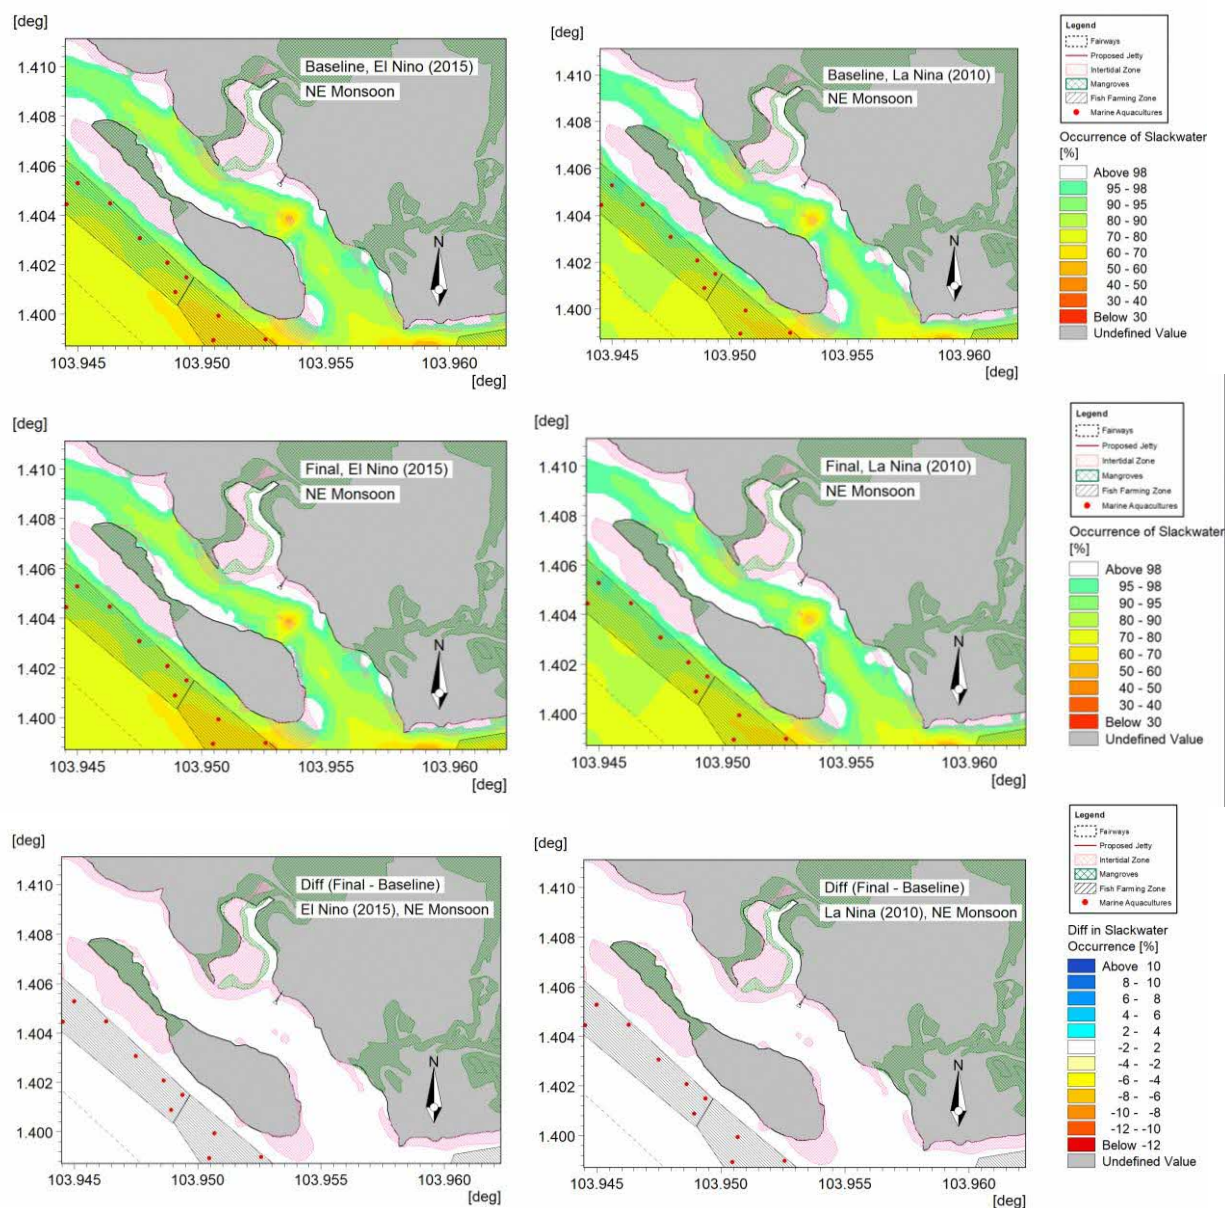 [deg]
1.410
1.408
1.406
1.404
1.402
1.400
Baseline, El Nino (2015)
NE Monsoon
N
103.945 103.950 103.955 103.960
[deg]
[deg]
1.410
1.408
1.406
1.404
1.402
1.400
Baseline, La Nina (2010)
NE Monsoon
N
103.945 103.950 103.955 103.960
[deg]
Legend
Fairways
Proposed Jetty
Intertidal Zone
Mangroves
Fish Farming Zone
Marine Aquacultures
Occurrence of Slackwater
[%]
Above 98
95 - 98
90 - 95
80 - 90
70 - 80
60 - 70
50 - 60
40 - 50
30 - 40
Below 30
Undefined Value
[deg]
1.410
1.408
1.406
1.404
1.402
1.400
Final, El Nino (2015)
NE Monsoon
N
103.945 103.950 103.955 103.960
[deg]
[deg]
1.410
1.408
1.406
1.404
1.402
1.400
Final, La Nina (2010)
NE Monsoon
N
103.945 103.950 103.955 103.960
[deg]
Legend
Fairways
Proposed Jetty
Intertidal Zone
Mangroves
Fish Farming Zone
Marine Aquacultures
Occurrence of Slackwater
[%]
Above 98
95 - 98
90 - 95
80 - 90
70 - 80
60 - 70
50 - 60
40 - 50
30 - 40
Below 30
Undefined Value
[deg]
1.410
1.408
1.406
1.404
1.402
1.400
Diff (Final - Baseline)
El Nino (2015), NE Monsoon
N
103.945 103.950 103.955 103.960
[deg]
[deg]
1.410
1.408
1.406
1.404
1.402
1.400
Diff (Final - Baseline)
La Nina (2010), NE Monsoon
N
103.945 103.950 103.955 103.960
[deg]
Legend
Fairways
Proposed Jetty
Intertidal Zone
Mangroves
Fish Farming Zone
Marine Aquacultures
Diff in Slackwater
Occurrence [%]
Above 10
8 - 10
6 - 8
4 - 6
2 - 4
-2 - 2
-4 - -2
-6 - -4
-8 - -6
-10 - -8
-12 - -10
Below -12
Undefined Value